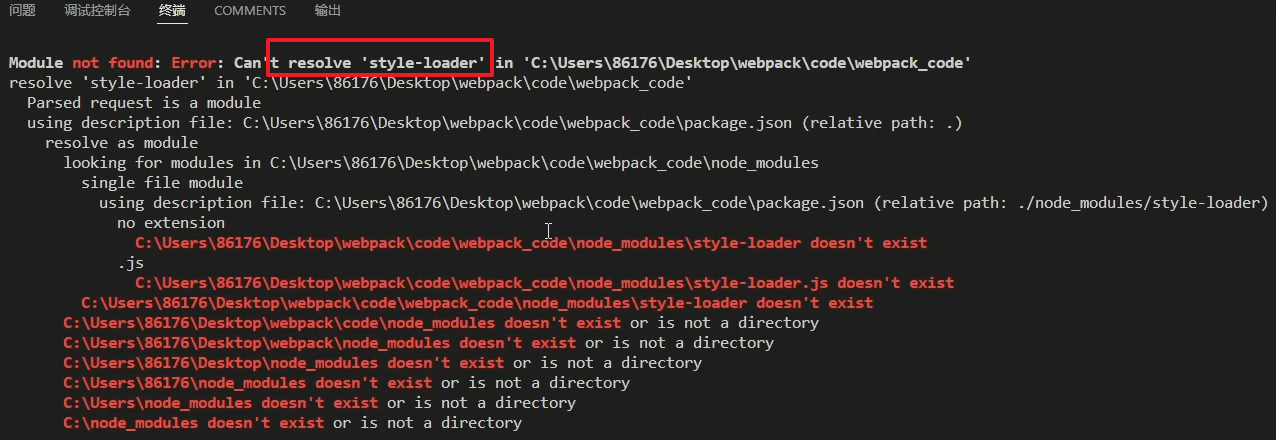 问题 调试控制台 终端 COMMENTS 输出
Module not found: Error: Can't resolve 'style-loader' in 'C:\Users\86176\Desktop\webpack\code\webpack_code'
resolve 'style-loader' in 'C:\Users\86176\Desktop\webpack\code\webpack_code'
Parsed request is a module
using description file: C:\Users\86176\Desktop\webpack\code\webpack_code\package.json (relative path: .)
resolve as module
looking for modules in C:\Users\86176\Desktop\webpack\code\webpack_code\node_modules
single file module
using description file: C:\Users\86176\Desktop\webpack\code\webpack_code\package.json (relative path: ./node_modules/style-loader)
no extension
C:\Users\86176\Desktop\webpack\code\webpack_code\node_modules\style-loader doesn't exist
.js
C:\Users\86176\Desktop\webpack\code\webpack_code\node_modules\style-loader.js doesn't exist
C:\Users\86176\Desktop\webpack\code\webpack_code\node_modules\style-loader doesn't exist
C:\Users\86176\Desktop\webpack\code\node_modules doesn't exist or is not a directory
C:\Users\86176\Desktop\webpack\node_modules doesn't exist or is not a directory
C:\Users\86176\Desktop\node_modules doesn't exist or is not a directory
C:\Users\86176\node_modules doesn't exist or is not a directory
C:\Users\node_modules doesn't exist or is not a directory
C:\node_modules doesn't exist or is not a directory